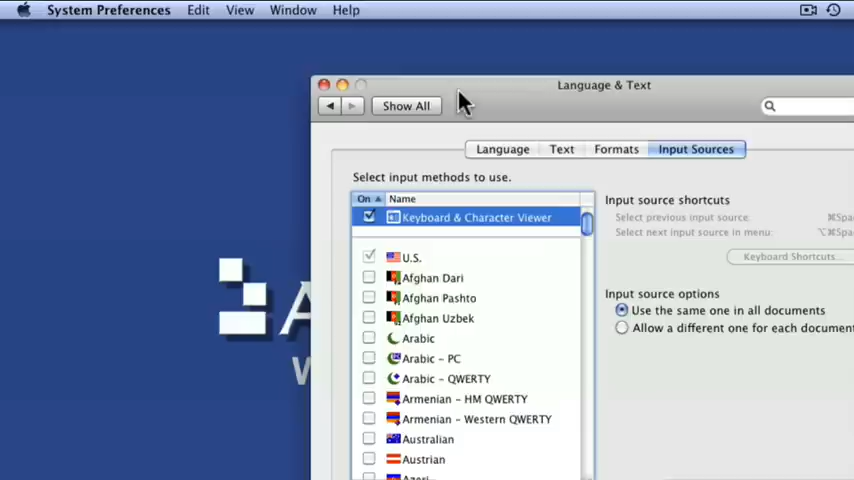 System Preferences Edit View Window Help
Language & Text
Show All
Language Text Formats Input Sources
Select input methods to use.
On Name
Keyboard & Character Viewer
U.S.
Afghan Dari
Afghan Pashto
Afghan Uzbek
Arabic
Arabic - PC
Arabic - QWERTY
Armenian - HM QWERTY
Armenian - Western QWERTY
Australian
Austrian
Input source shortcuts
Select previous input source: ⌘Spa
Select next input source in menu: ⌥⌘Spa
Keyboard Shortcuts...
Input source options
Use the same one in all documents
Allow a different one for each document